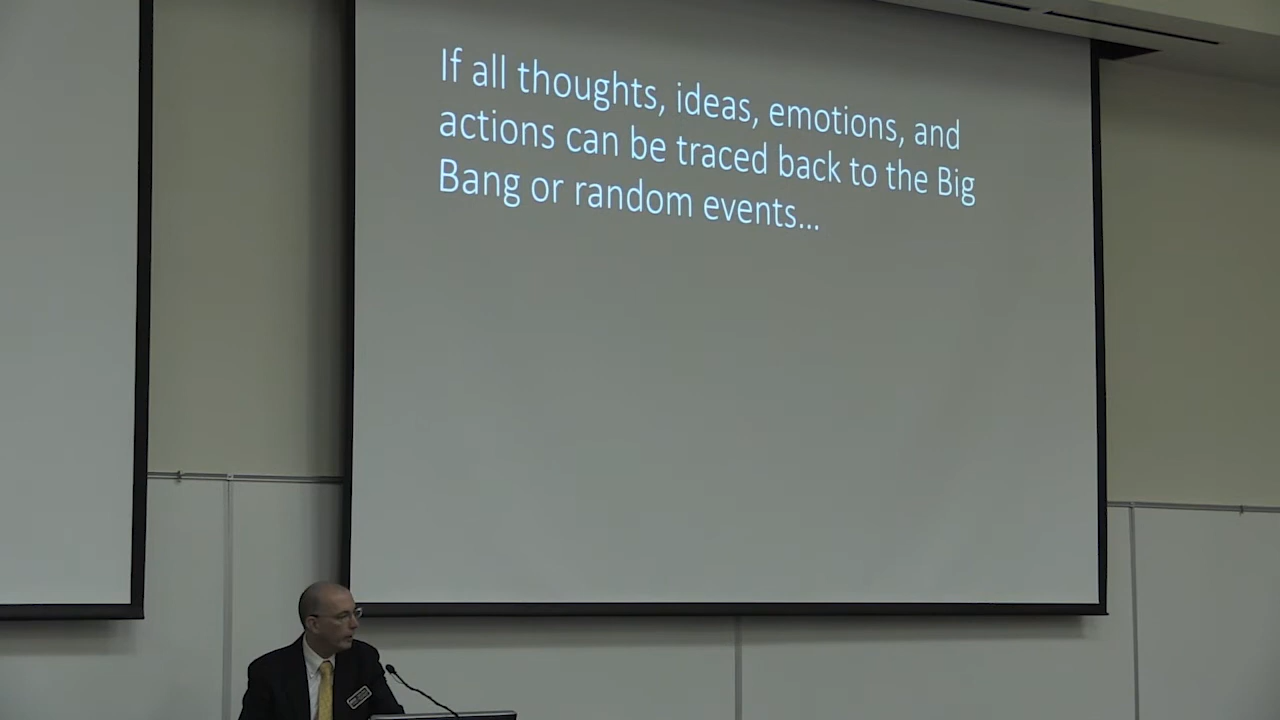 If all thoughts, ideas, emotions, and
actions can be traced back to the Big
Bang or random events...